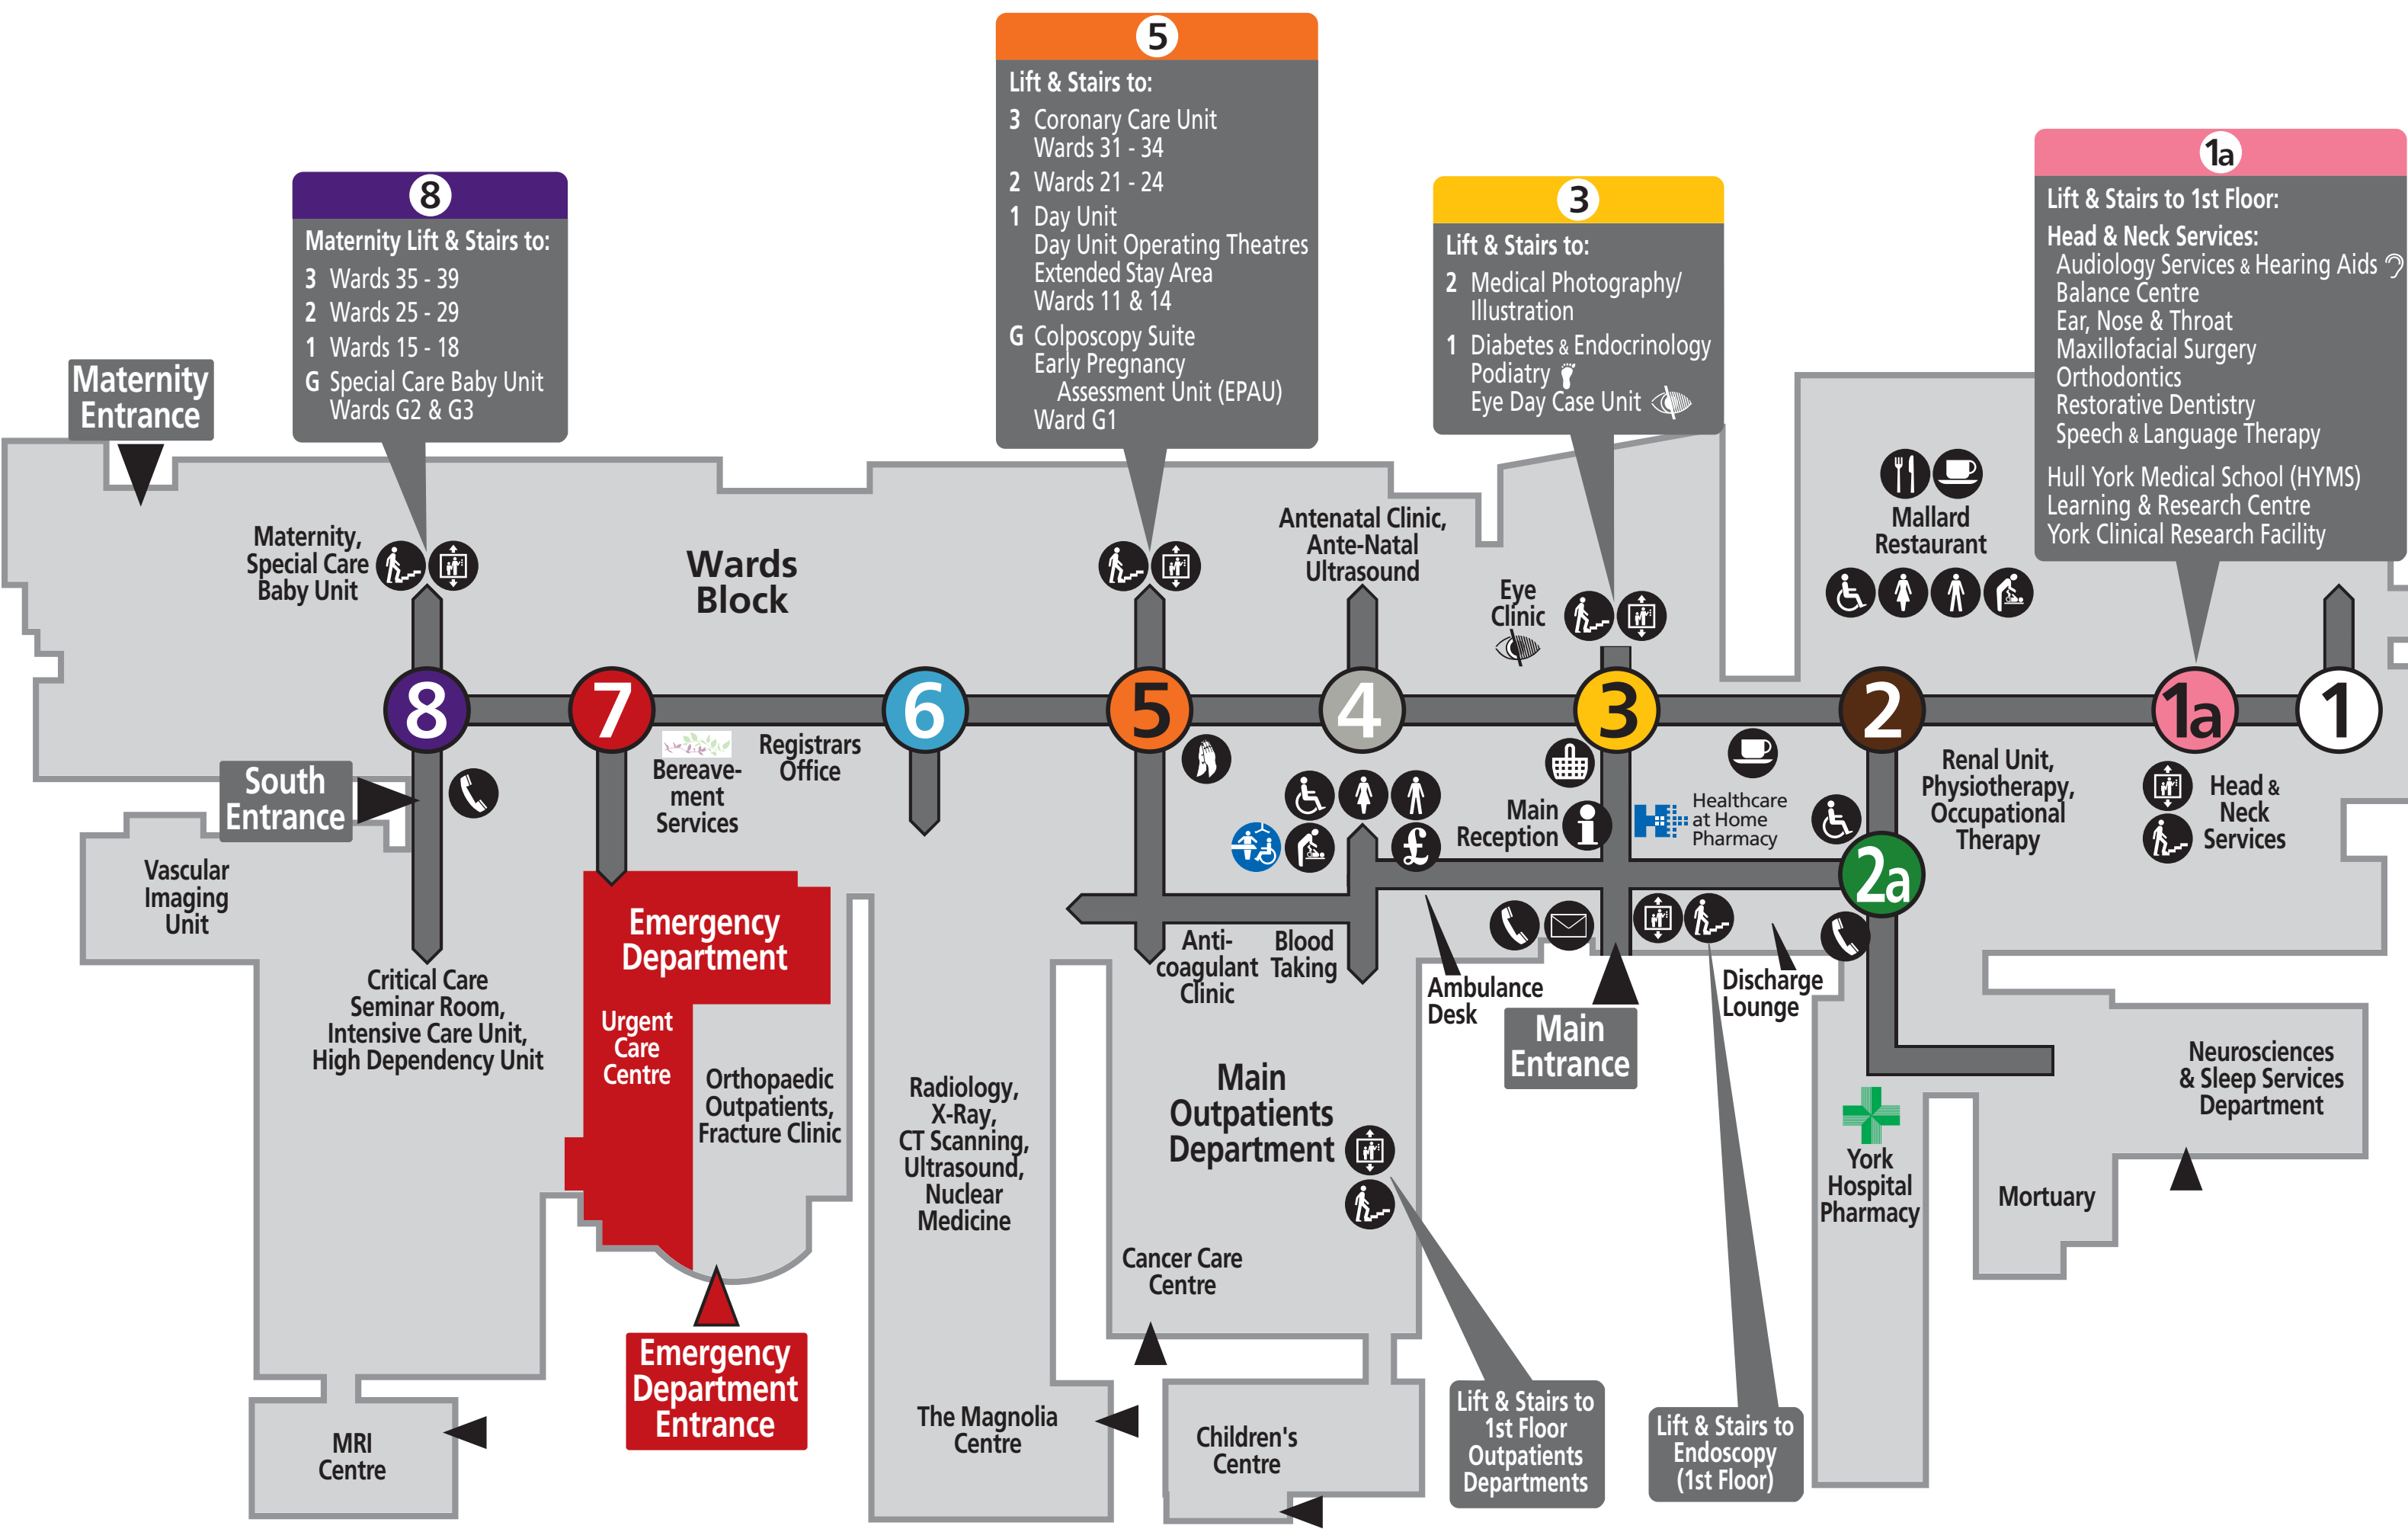 5
Lift & Stairs to:
3 Coronary Care Unit
Wards 31 - 34
2 Wards 21 - 24
1 Day Unit
Day Unit Operating Theatres
Extended Stay Area
Wards 11 & 14
G Colposcopy Suite
Early Pregnancy
Assessment Unit (EPAU)
Ward G1
1a
Lift & Stairs to 1st Floor:
Head & Neck Services:
Audiology Services & Hearing Aids
Balance Centre
Ear, Nose & Throat
Maxillofacial Surgery
Orthodontics
Restorative Dentistry
Speech & Language Therapy
Hull York Medical School (HYMS)
Learning & Research Centre
York Clinical Research Facility
8
Maternity Lift & Stairs to:
3 Wards 35 - 39
2 Wards 25 - 29
1 Wards 15 - 18
G Special Care Baby Unit
Wards G2 & G3
3
Lift & Stairs to:
2 Medical Photography/
Illustration
1 Diabetes & Endocrinology
Podiatry
Eye Day Case Unit
Maternity
Entrance
Maternity,
Special Care
Baby Unit
Wards
Block
Antenatal Clinic,
Ante-Natal
Ultrasound
Eye
Clinic
Mallard
Restaurant
8
7
6
5
4
3
2
1a
1
South
Entrance
Bereave-
ment
Services
Registrars
Office
Main
Reception
i
£
Healthcare
at Home
Pharmacy
2a
Renal Unit,
Physiotherapy,
Occupational
Therapy
Head &
Neck
Services
Vascular
Imaging
Unit
Emergency
Department
Urgent
Care
Centre
Critical Care
Seminar Room,
Intensive Care Unit,
High Dependency Unit
Orthopaedic
Outpatients,
Fracture Clinic
Anti-
coagulant
Clinic
Blood
Taking
Ambulance
Desk
Main
Entrance
Discharge
Lounge
Radiology,
X-Ray,
CT Scanning,
Ultrasound,
Nuclear
Medicine
Main
Outpatients
Department
Cancer Care
Centre
York
Hospital
Pharmacy
Mortuary
Neurosciences
& Sleep Services
Department
Emergency
Department
Entrance
MRI
Centre
The Magnolia
Centre
Children's
Centre
Lift & Stairs to
1st Floor
Outpatients
Departments
Lift & Stairs to
Endoscopy
(1st Floor)